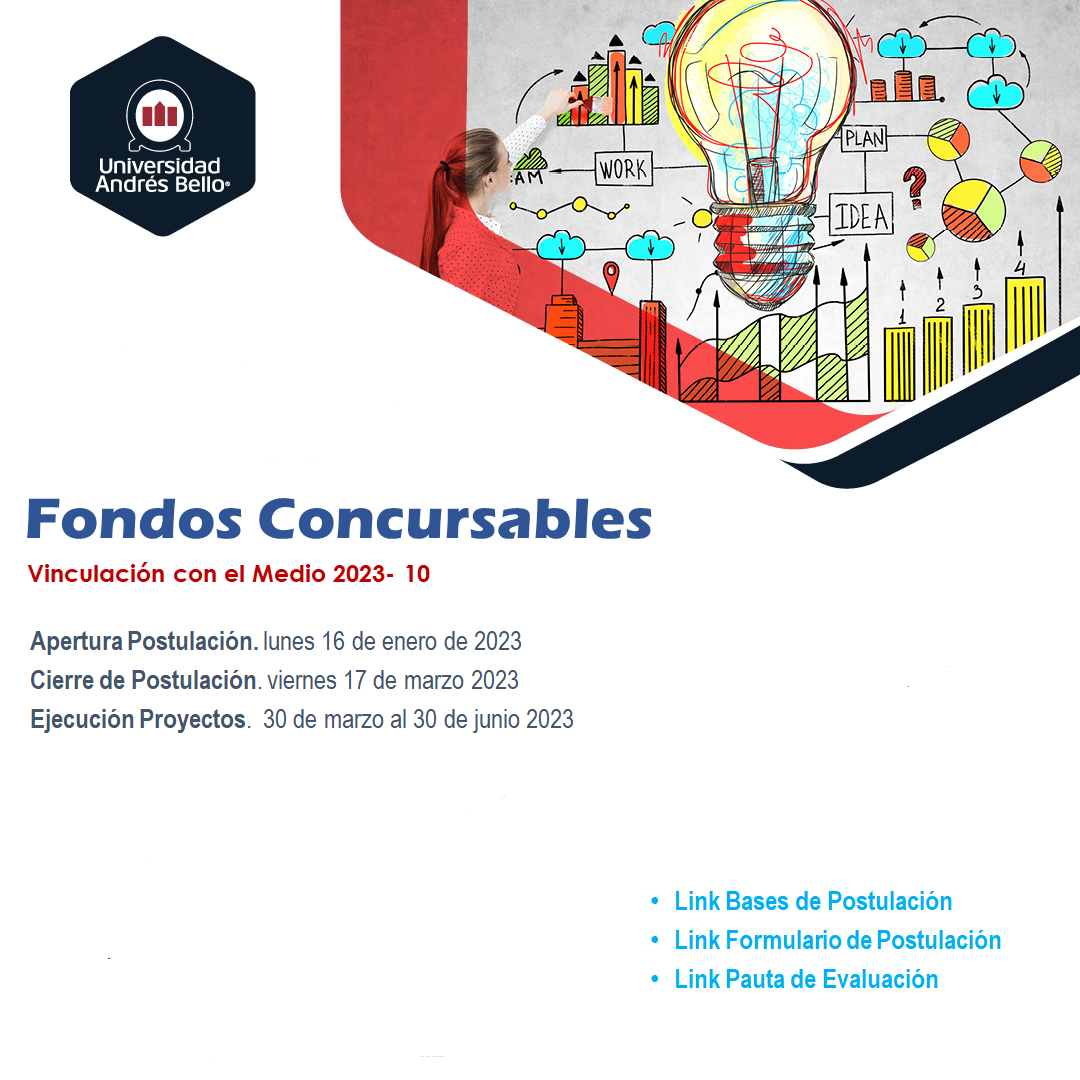 Universidad
Andrés Bello®
AM
WORK
PLAN
IDEA
?
1
2
3
4
Fondos Concursables
Vinculación con el Medio 2023- 10
Apertura Postulación. lunes 16 de enero de 2023
Cierre de Postulación. viernes 17 de marzo 2023
Ejecución Proyectos.  30 de marzo al 30 de junio 2023
• Link Bases de Postulación
• Link Formulario de Postulación
• Link Pauta de Evaluación